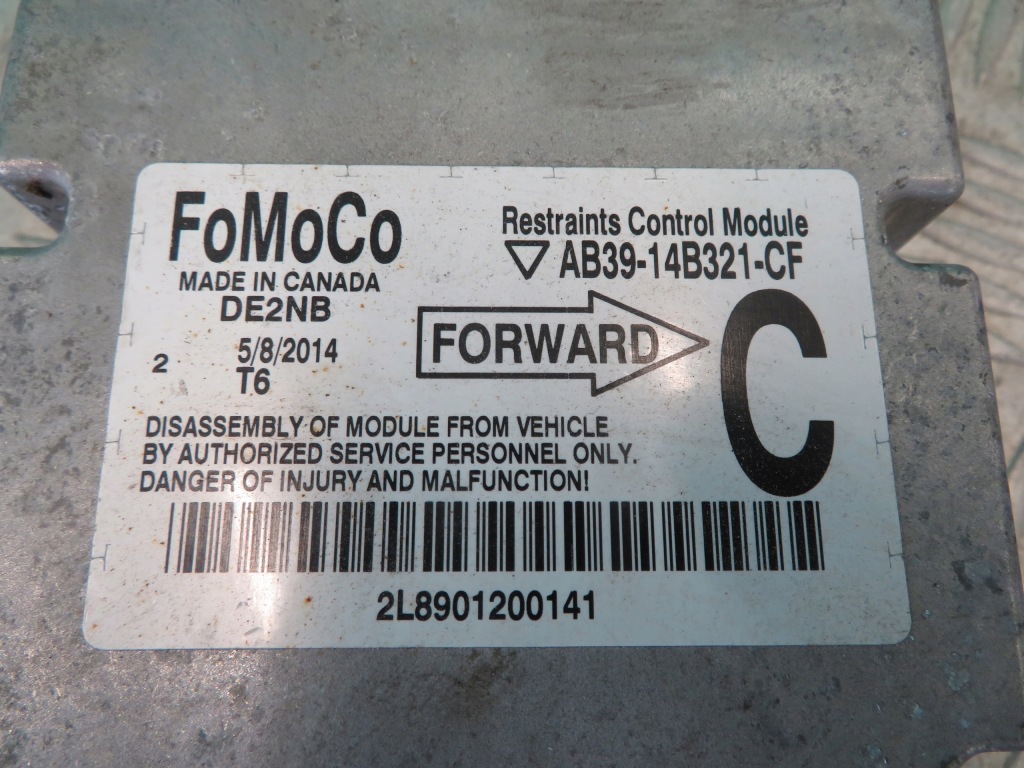 FoMoCo
MADE IN CANADA
DE2NB
2 5/8/2014
T6
Restraints Control Module
AB39-14B321-CF
FORWARD
C
DISASSEMBLY OF MODULE FROM VEHICLE
BY AUTHORIZED SERVICE PERSONNEL ONLY.
DANGER OF INJURY AND MALFUNCTION!
2L8901200141